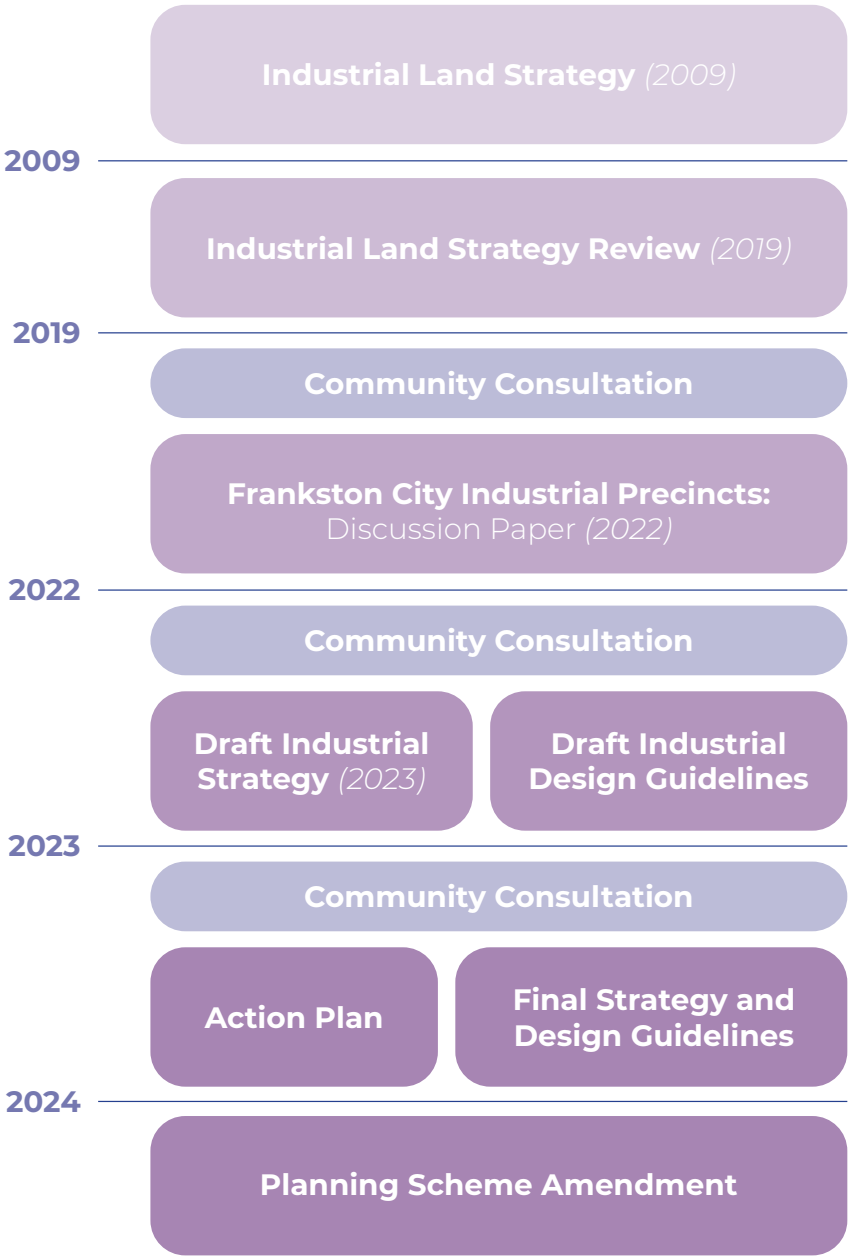 Industrial Land Strategy (2009)
2009
Industrial Land Strategy Review (2019)
2019
Community Consultation
Frankston City Industrial Precincts:
Discussion Paper (2022)
2022
Community Consultation
Draft Industrial
Strategy (2023)
Draft Industrial
Design Guidelines
2023
Community Consultation
Action Plan
Final Strategy and
Design Guidelines
2024
Planning Scheme Amendment